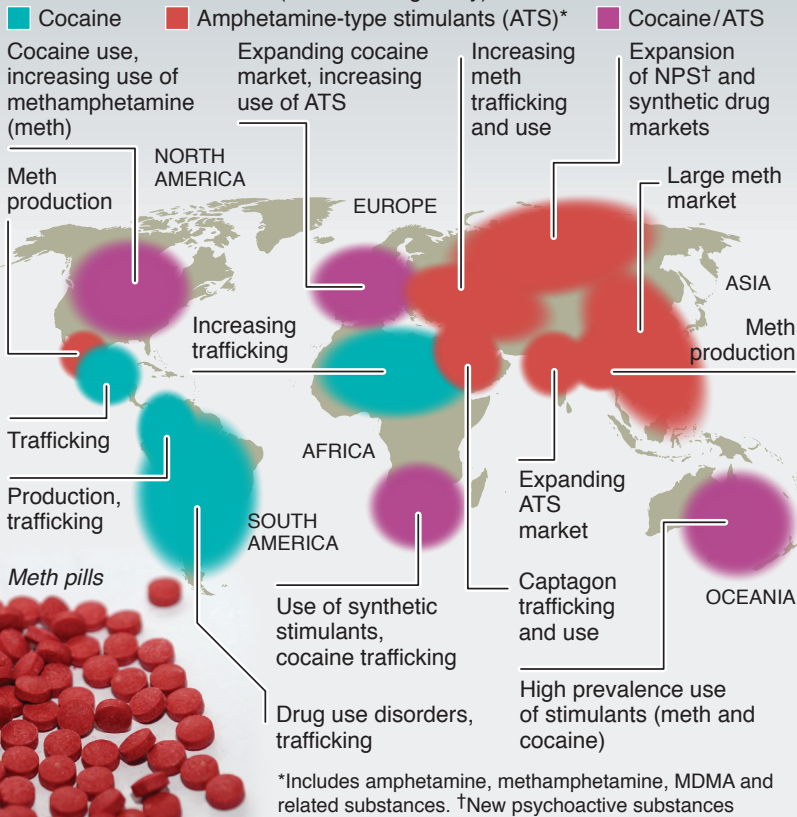 Cocaine
Amphetamine-type stimulants (ATS)*
Cocaine/ATS
Cocaine use,
increasing use of
methamphetamine
(meth)
Expanding cocaine
market, increasing
use of ATS
Increasing
meth
trafficking
and use
Expansion
of NPS† and
synthetic drug
markets
NORTH
AMERICA
Meth
production
EUROPE
Large meth
market
ASIA
Increasing
trafficking
Meth
production
Trafficking
AFRICA
Production,
trafficking
Expanding
ATS
market
SOUTH
AMERICA
Meth pills
Use of synthetic
stimulants,
cocaine trafficking
Captagon
trafficking
and use
OCEANIA
High prevalence use
of stimulants (meth and
cocaine)
Drug use disorders,
trafficking
*Includes amphetamine, methamphetamine, MDMA and
related substances. †New psychoactive substances